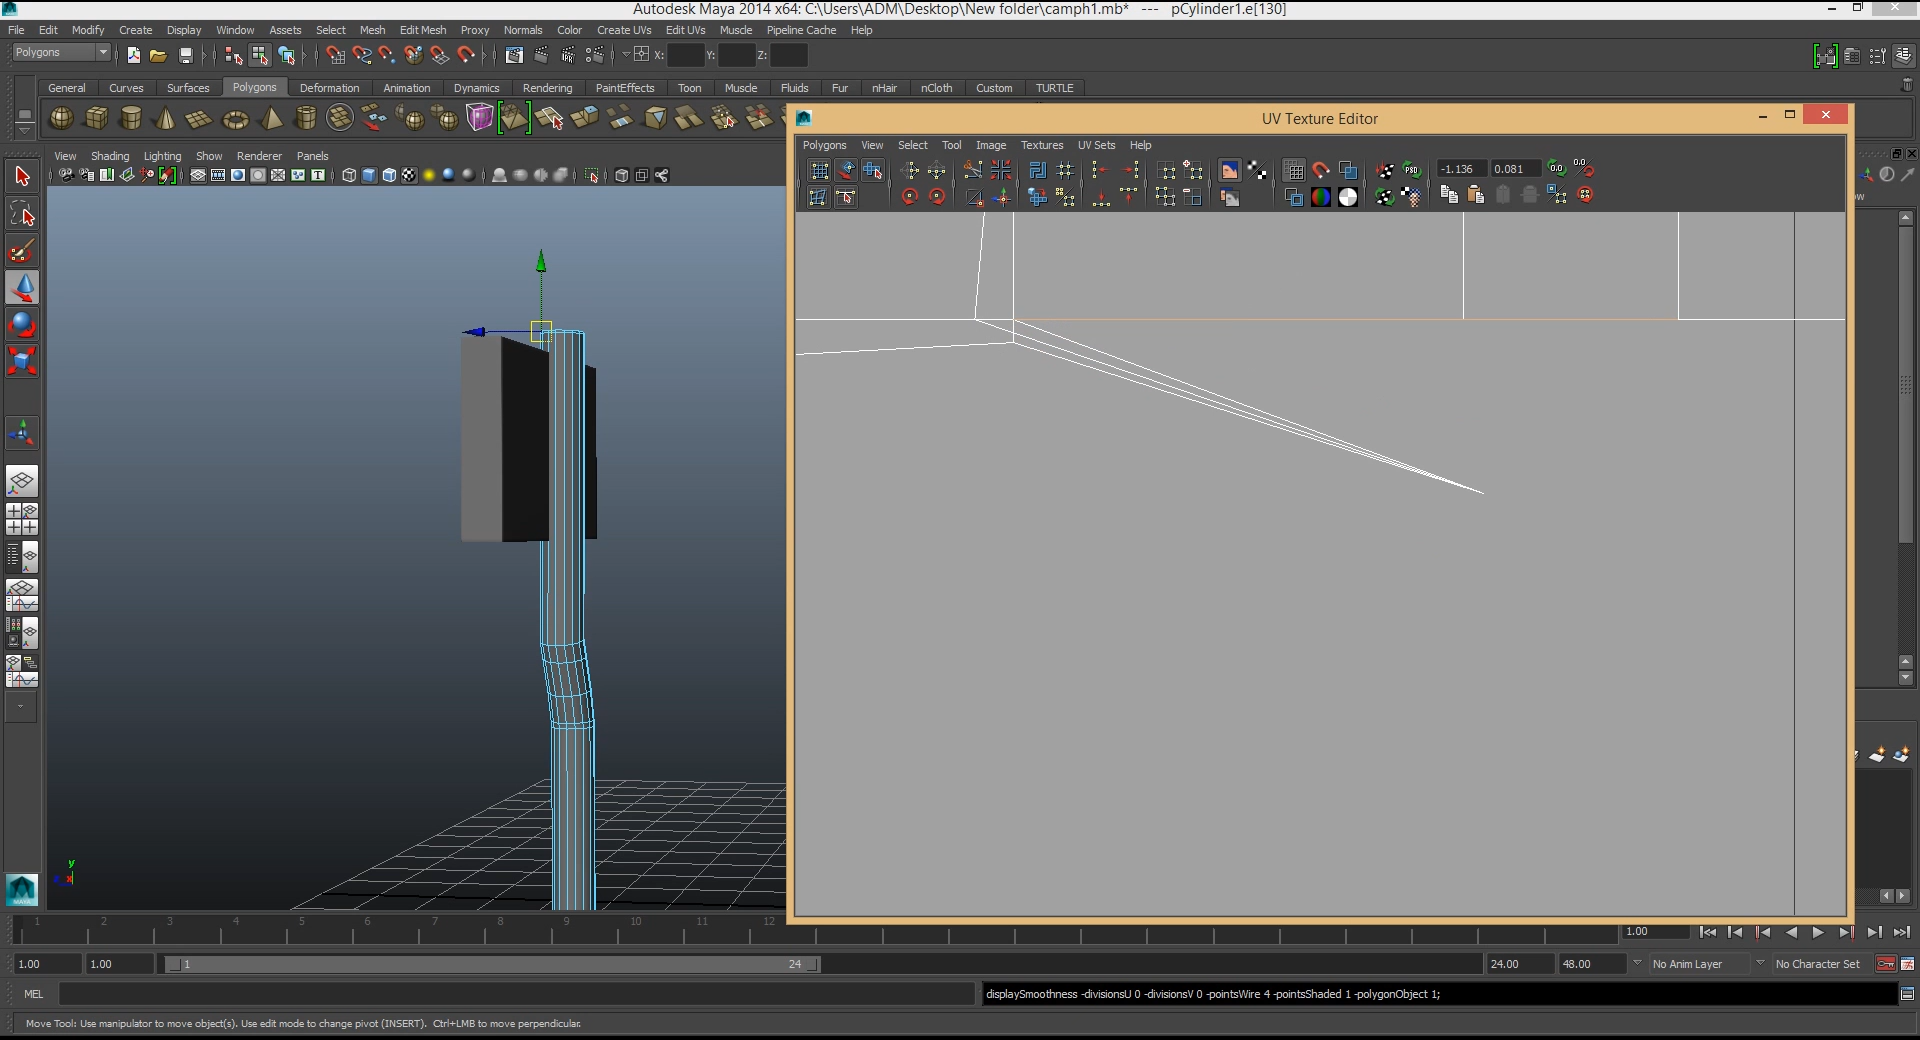 Autodesk Maya 2014 x64: C:\Users\ADM\Desktop\New folder\camph1.mb*   ---   pCylinder1.e[130]
File Edit Modify Create Display Window Assets Select Mesh Edit Mesh Proxy Normals Color Create UVs Edit UVs Muscle Pipeline Cache Help
Polygons X: Y: Z:
General Curves Surfaces Polygons Deformation Animation Dynamics Rendering PaintEffects Toon Muscle Fluids Fur nHair nCloth Custom TURTLE
UV Texture Editor
Polygons View Select Tool Image Textures UV Sets Help
View Shading Lighting Show Renderer Panels
-1.136 0.081
y
x
MAYA
1 2 3 4 5 6 7 8 9 10 11 12
1.00
1.00 1.00 1 24 24.00 48.00 No Anim Layer No Character Set
MEL displaySmoothness -divisionsU 0 -divisionsV 0 -pointsWire 4 -pointsShaded 1 -polygonObject 1;
Move Tool: Use manipulator to move object(s). Use edit mode to change pivot (INSERT).  Ctrl+LMB to move perpendicular.